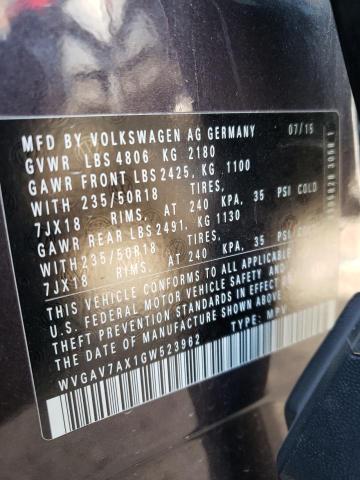 MFD BY VOLKSWAGEN AG GERMANY 07/15
GVWR LBS 4806 KG 2180
GAWR FRONT LBS 2425, KG 1100
WITH 235/50R18 TIRES,
7JX18 RIMS, AT 240 KPA, 35 PSI COLD
GAWR REAR LBS 2491, KG 1130
WITH 235/50R18 TIRES,
7JX18 RIMS, AT 240 KPA, 35 PSI COLD
THIS VEHICLE CONFORMS TO ALL APPLICABLE
U.S. FEDERAL MOTOR VEHICLE SAFETY AND
THEFT PREVENTION STANDARDS IN EFFECT ON
THE DATE OF MANUFACTURE SHOWN ABOVE.
WVGAV7AX1GW523962 TYPE: MPV